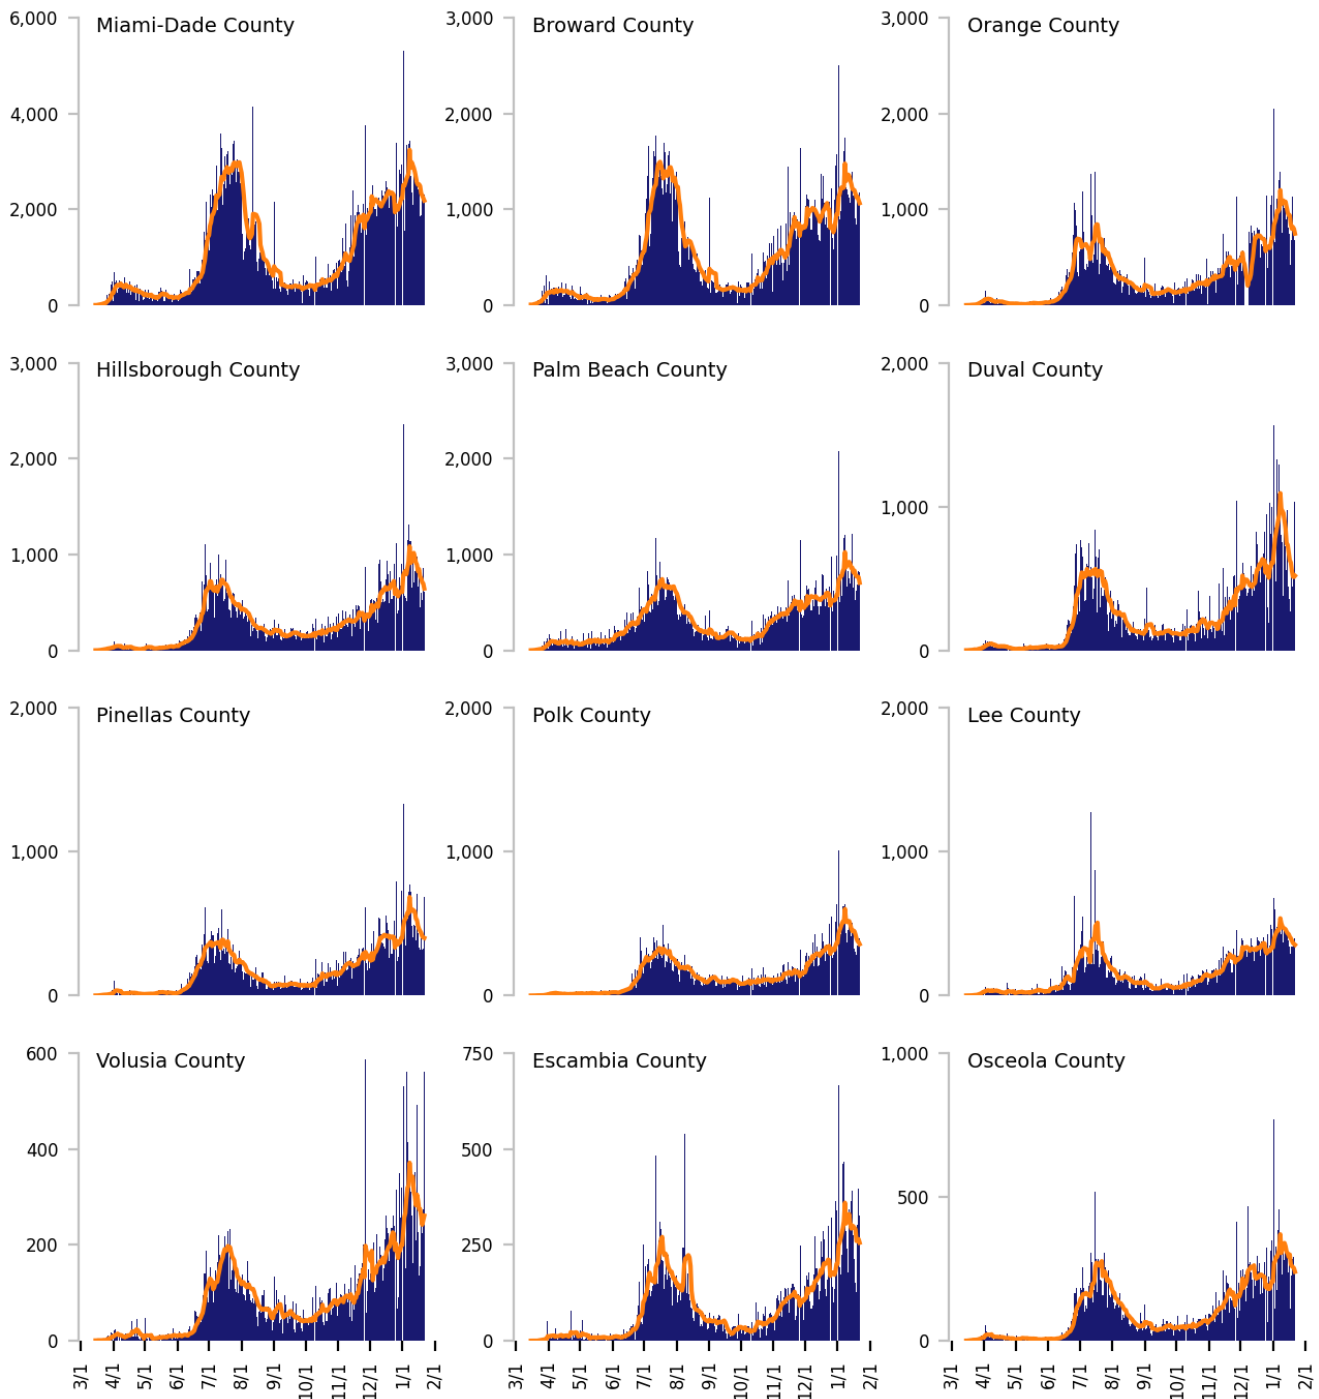 6,000 Miami-Dade County 3,000 Broward County 3,000 Orange County
4,000 2,000 2,000
2,000 1,000 1,000
0 0 0
3,000 Hillsborough County 3,000 Palm Beach County 2,000 Duval County
2,000 2,000
1,000
1,000 1,000
0 0 0
2,000 Pinellas County 2,000 Polk County 2,000 Lee County
1,000 1,000 1,000
0 0 0
600 Volusia County 750 Escambia County 1,000 Osceola County
400 500
500
200 250
0 0 0
3/1 4/1 5/1 6/1 7/1 8/1 9/1 10/1 11/1 12/1 1/1 2/1 3/1 4/1 5/1 6/1 7/1 8/1 9/1 10/1 11/1 12/1 1/1 2/1 3/1 4/1 5/1 6/1 7/1 8/1 9/1 10/1 11/1 12/1 1/1 2/1